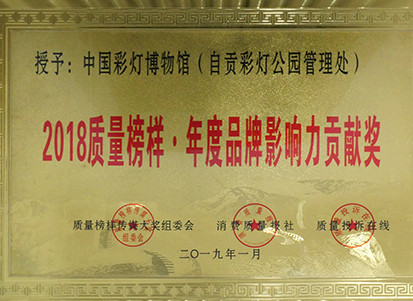 授予：中国彩灯博物馆（自贡彩灯公园管理处）
2018质量榜样·年度品牌影响力贡献奖
质量榜样传媒大奖组委会 消费质量报社 质量投诉在线
二〇一九年一月